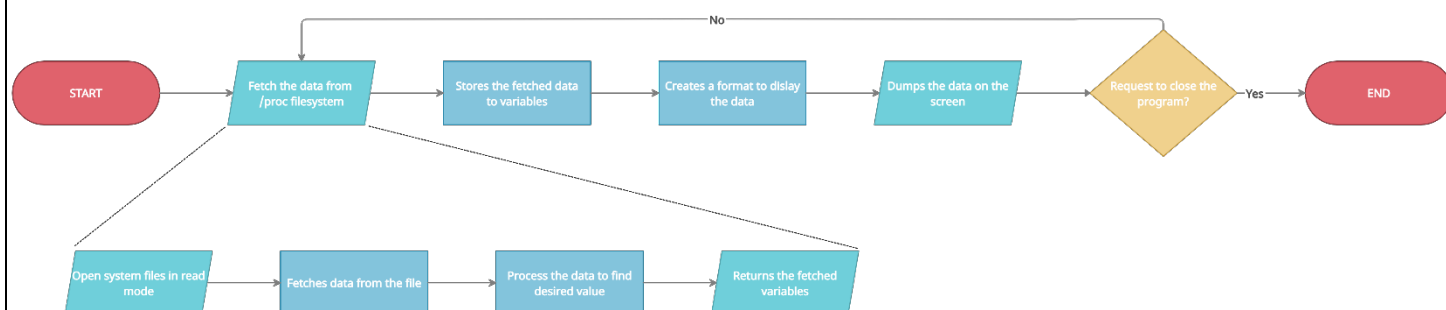 No
START
Fetch the data from
/proc filesystem
Stores the fetched data
to variables
Creates a format to dislay
the data
Dumps the data on the
screen
Request to close the
program?
Yes
END
Open system files in read
mode
Fetches data from the file
Process the data to find
desired value
Returns the fetched
variables